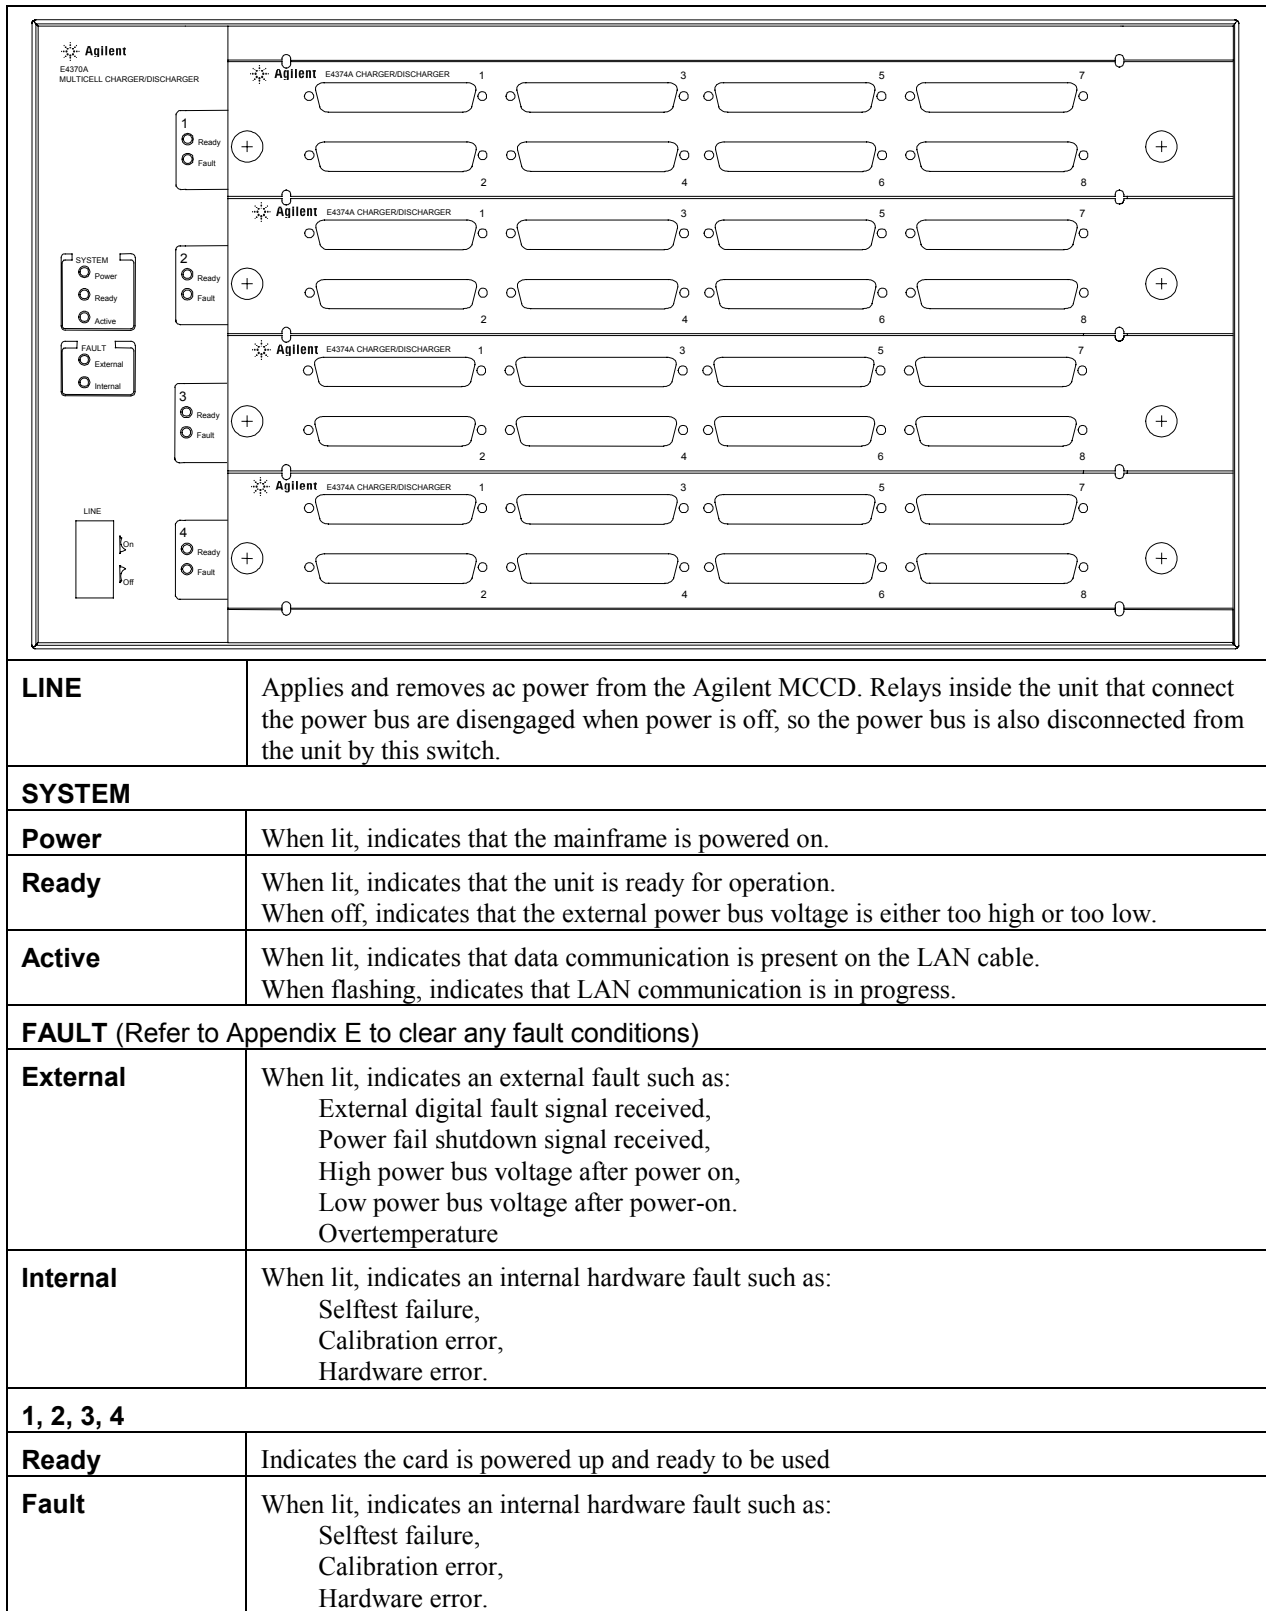 Agilent
E4370A
MULTICELL CHARGER/DISCHARGER
Agilent E4374A CHARGER/DISCHARGER 1 3 5 7
1
Ready
Fault
2 4 6 8
Agilent E4374A CHARGER/DISCHARGER 1 3 5 7
SYSTEM
Power
Ready
Active
2
Ready
Fault
2 4 6 8
FAULT
External
Internal
Agilent E4374A CHARGER/DISCHARGER 1 3 5 7
3
Ready
Fault
2 4 6 8
Agilent E4374A CHARGER/DISCHARGER 1 3 5 7
LINE
On
Off
4
Ready
Fault
2 4 6 8
LINE
Applies and removes ac power from the Agilent MCCD. Relays inside the unit that connect
the power bus are disengaged when power is off, so the power bus is also disconnected from
the unit by this switch.
SYSTEM
Power
When lit, indicates that the mainframe is powered on.
Ready
When lit, indicates that the unit is ready for operation.
When off, indicates that the external power bus voltage is either too high or too low.
Active
When lit, indicates that data communication is present on the LAN cable.
When flashing, indicates that LAN communication is in progress.
FAULT (Refer to Appendix E to clear any fault conditions)
External
When lit, indicates an external fault such as:
External digital fault signal received,
Power fail shutdown signal received,
High power bus voltage after power on,
Low power bus voltage after power-on.
Overtemperature
Internal
When lit, indicates an internal hardware fault such as:
Selftest failure,
Calibration error,
Hardware error.
1, 2, 3, 4
Ready
Indicates the card is powered up and ready to be used
Fault
When lit, indicates an internal hardware fault such as:
Selftest failure,
Calibration error,
Hardware error.